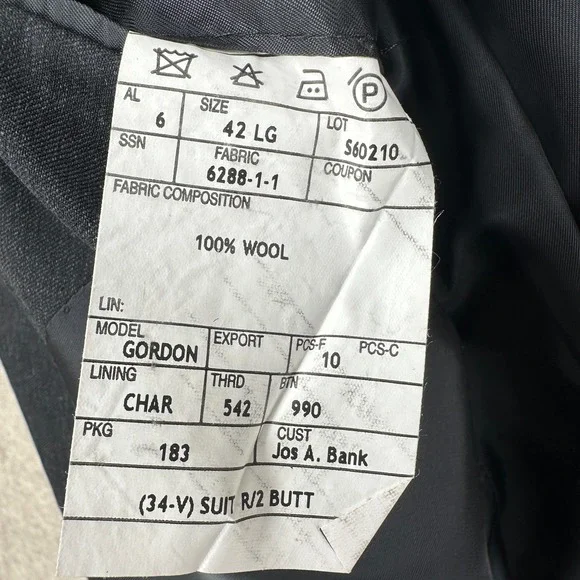 P
AL SIZE LOT
6 42 LG S60210
SSN FABRIC COUPON
6288-1-1
FABRIC COMPOSITION
100% WOOL
LIN:
MODEL EXPORT PCS-F PCS-C
GORDON 10
LINING THRD BTN
CHAR 542 990
PKG CUST
183 Jos A. Bank
(34-V) SUIT R/2 BUTT